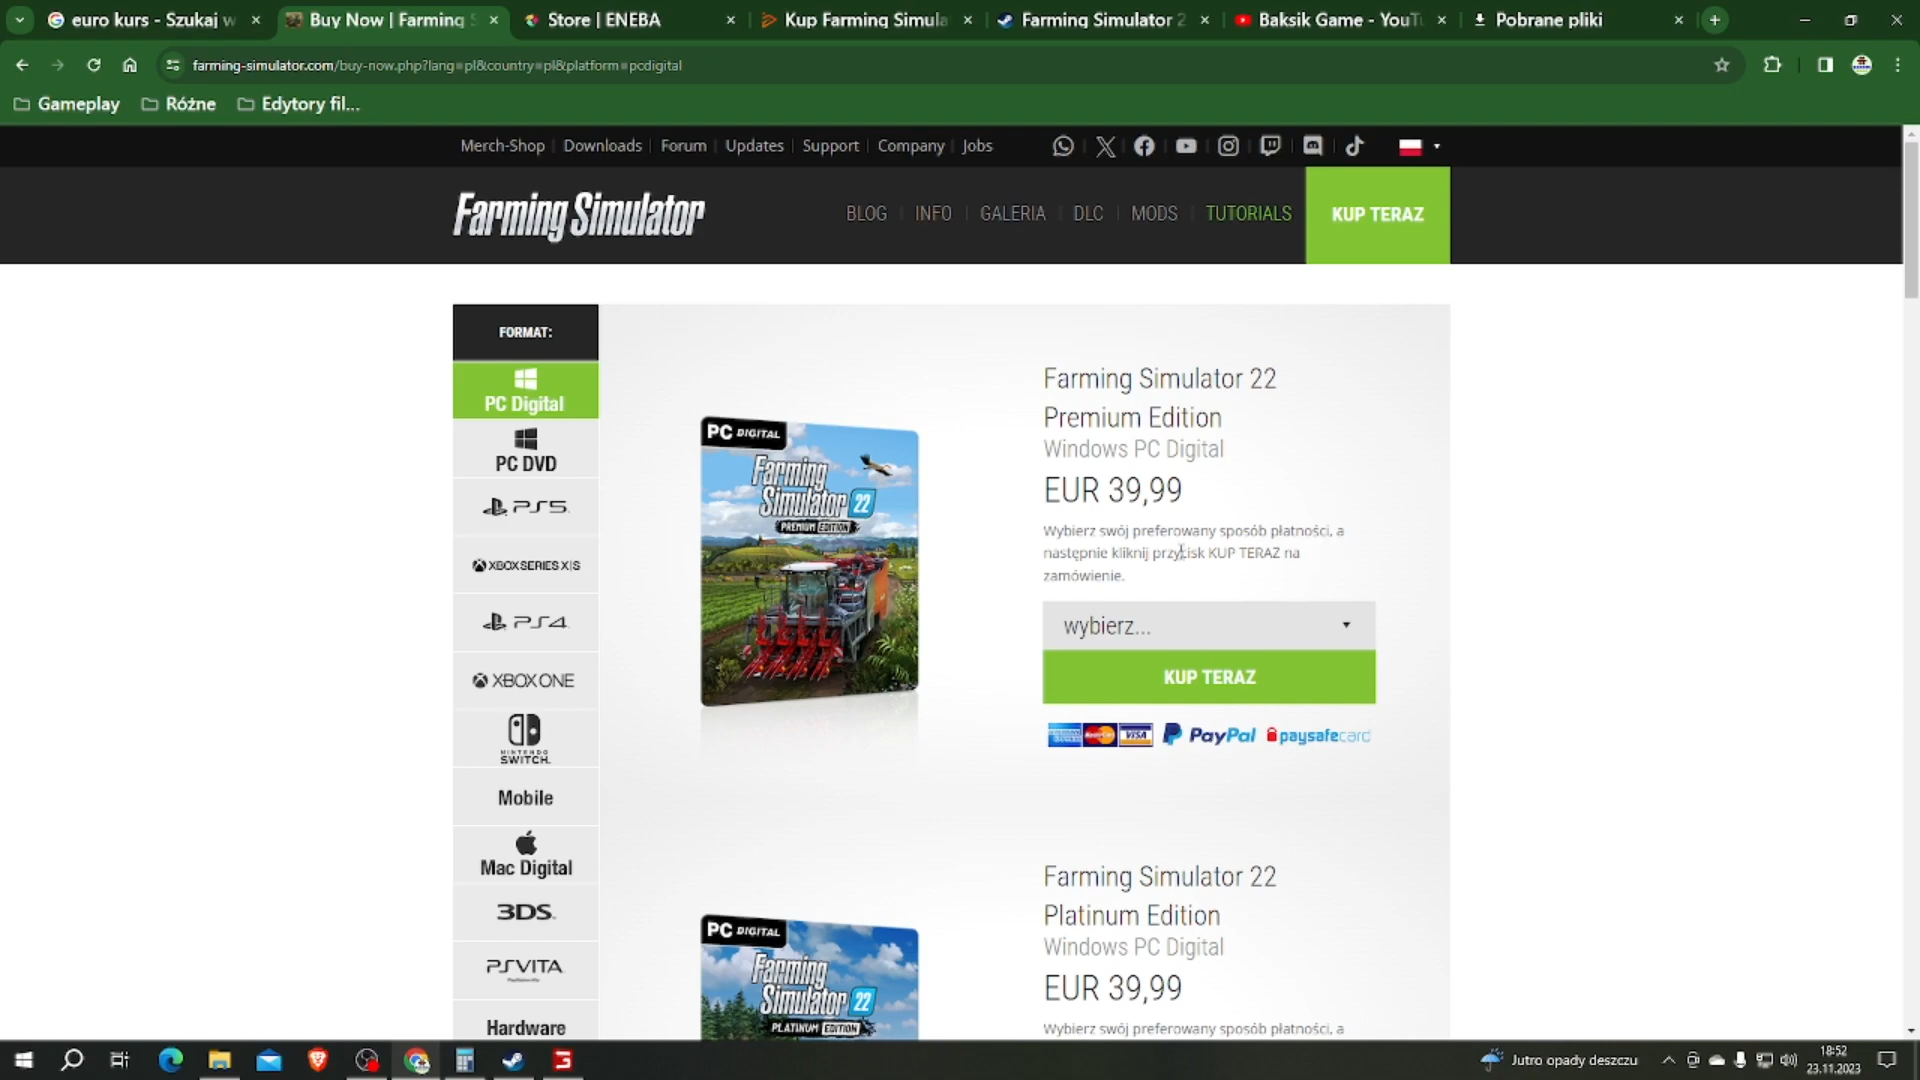 euro kurs - Szukaj w
Buy Now | Farming S
Store | ENEBA
Kup Farming Simula
Farming Simulator 2
Baksik Game - YouTu
Pobrane pliki
farming-simulator.com/buy-now.php?lang=pl&country=pl&platform=pcdigital
Gameplay
Różne
Edytory fil...
Merch-Shop
Downloads
Forum
Updates
Support
Company
Jobs
Farming Simulator
BLOG
INFO
GALERIA
DLC
MODS
TUTORIALS
KUP TERAZ
FORMAT:
PC Digital
PC DVD
PS5
XBOX SERIES X|S
PS4
XBOX ONE
NINTENDO
SWITCH
Mobile
Mac Digital
3DS
PSVITA
Hardware
PC DIGITAL
Farming
Simulator 22
PREMIUM EDITION
Farming Simulator 22
Premium Edition
Windows PC Digital
EUR 39,99
Wybierz swój preferowany sposób płatności, a
następnie kliknij przycisk KUP TERAZ na
zamówienie.
wybierz...
KUP TERAZ
MasterCard
VISA
PayPal
paysafecard
PC DIGITAL
Farming
Simulator 22
PLATINUM EDITION
Farming Simulator 22
Platinum Edition
Windows PC Digital
EUR 39,99
Wybierz swój preferowany sposób płatności, a
Jutro opady deszczu
18:52
23.11.2023